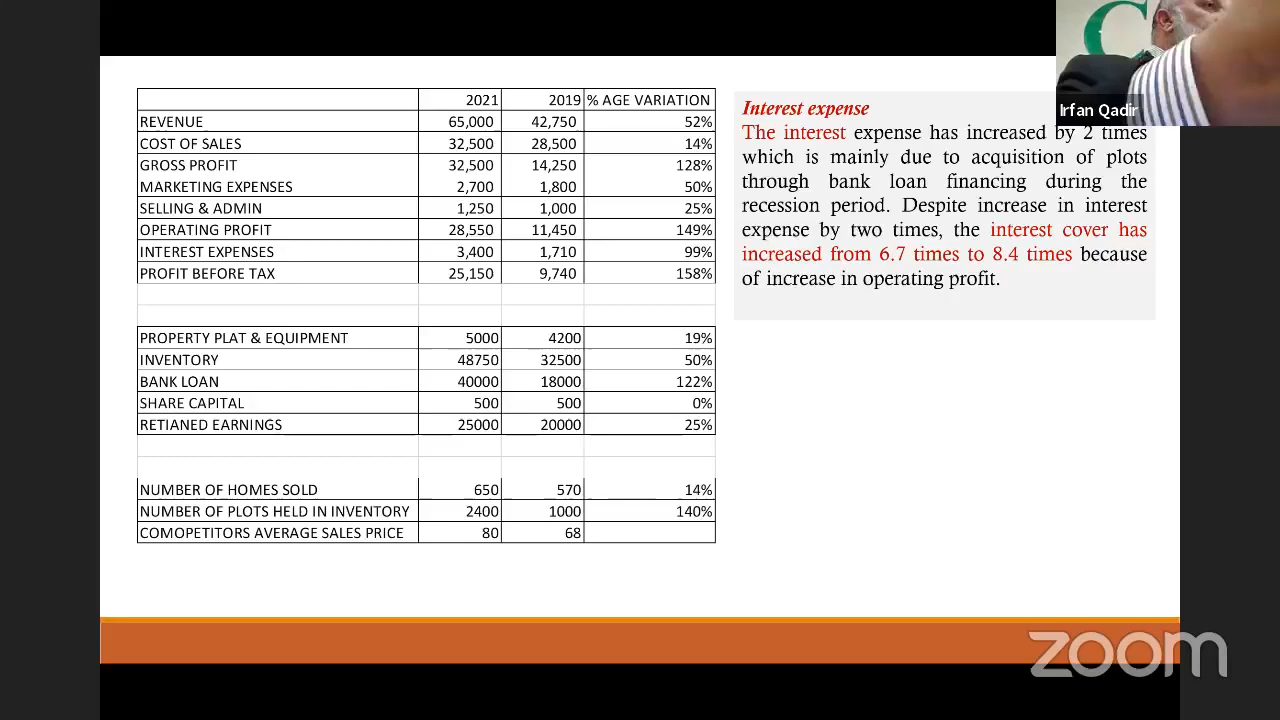 2021 2019 % AGE VARIATION
REVENUE 65,000 42,750 52%
COST OF SALES 32,500 28,500 14%
GROSS PROFIT 32,500 14,250 128%
MARKETING EXPENSES 2,700 1,800 50%
SELLING & ADMIN 1,250 1,000 25%
OPERATING PROFIT 28,550 11,450 149%
INTEREST EXPENSES 3,400 1,710 99%
PROFIT BEFORE TAX 25,150 9,740 158%
PROPERTY PLAT & EQUIPMENT 5000 4200 19%
INVENTORY 48750 32500 50%
BANK LOAN 40000 18000 122%
SHARE CAPITAL 500 500 0%
RETIANED EARNINGS 25000 20000 25%
NUMBER OF HOMES SOLD 650 570 14%
NUMBER OF PLOTS HELD IN INVENTORY 2400 1000 140%
COMOPETITORS AVERAGE SALES PRICE 80 68
Interest expense
The interest expense has increased by 2 times
which is mainly due to acquisition of plots
through bank loan financing during the
recession period. Despite increase in interest
expense by two times, the interest cover has
increased from 6.7 times to 8.4 times because
of increase in operating profit.
C
Irfan Qadir
zoom